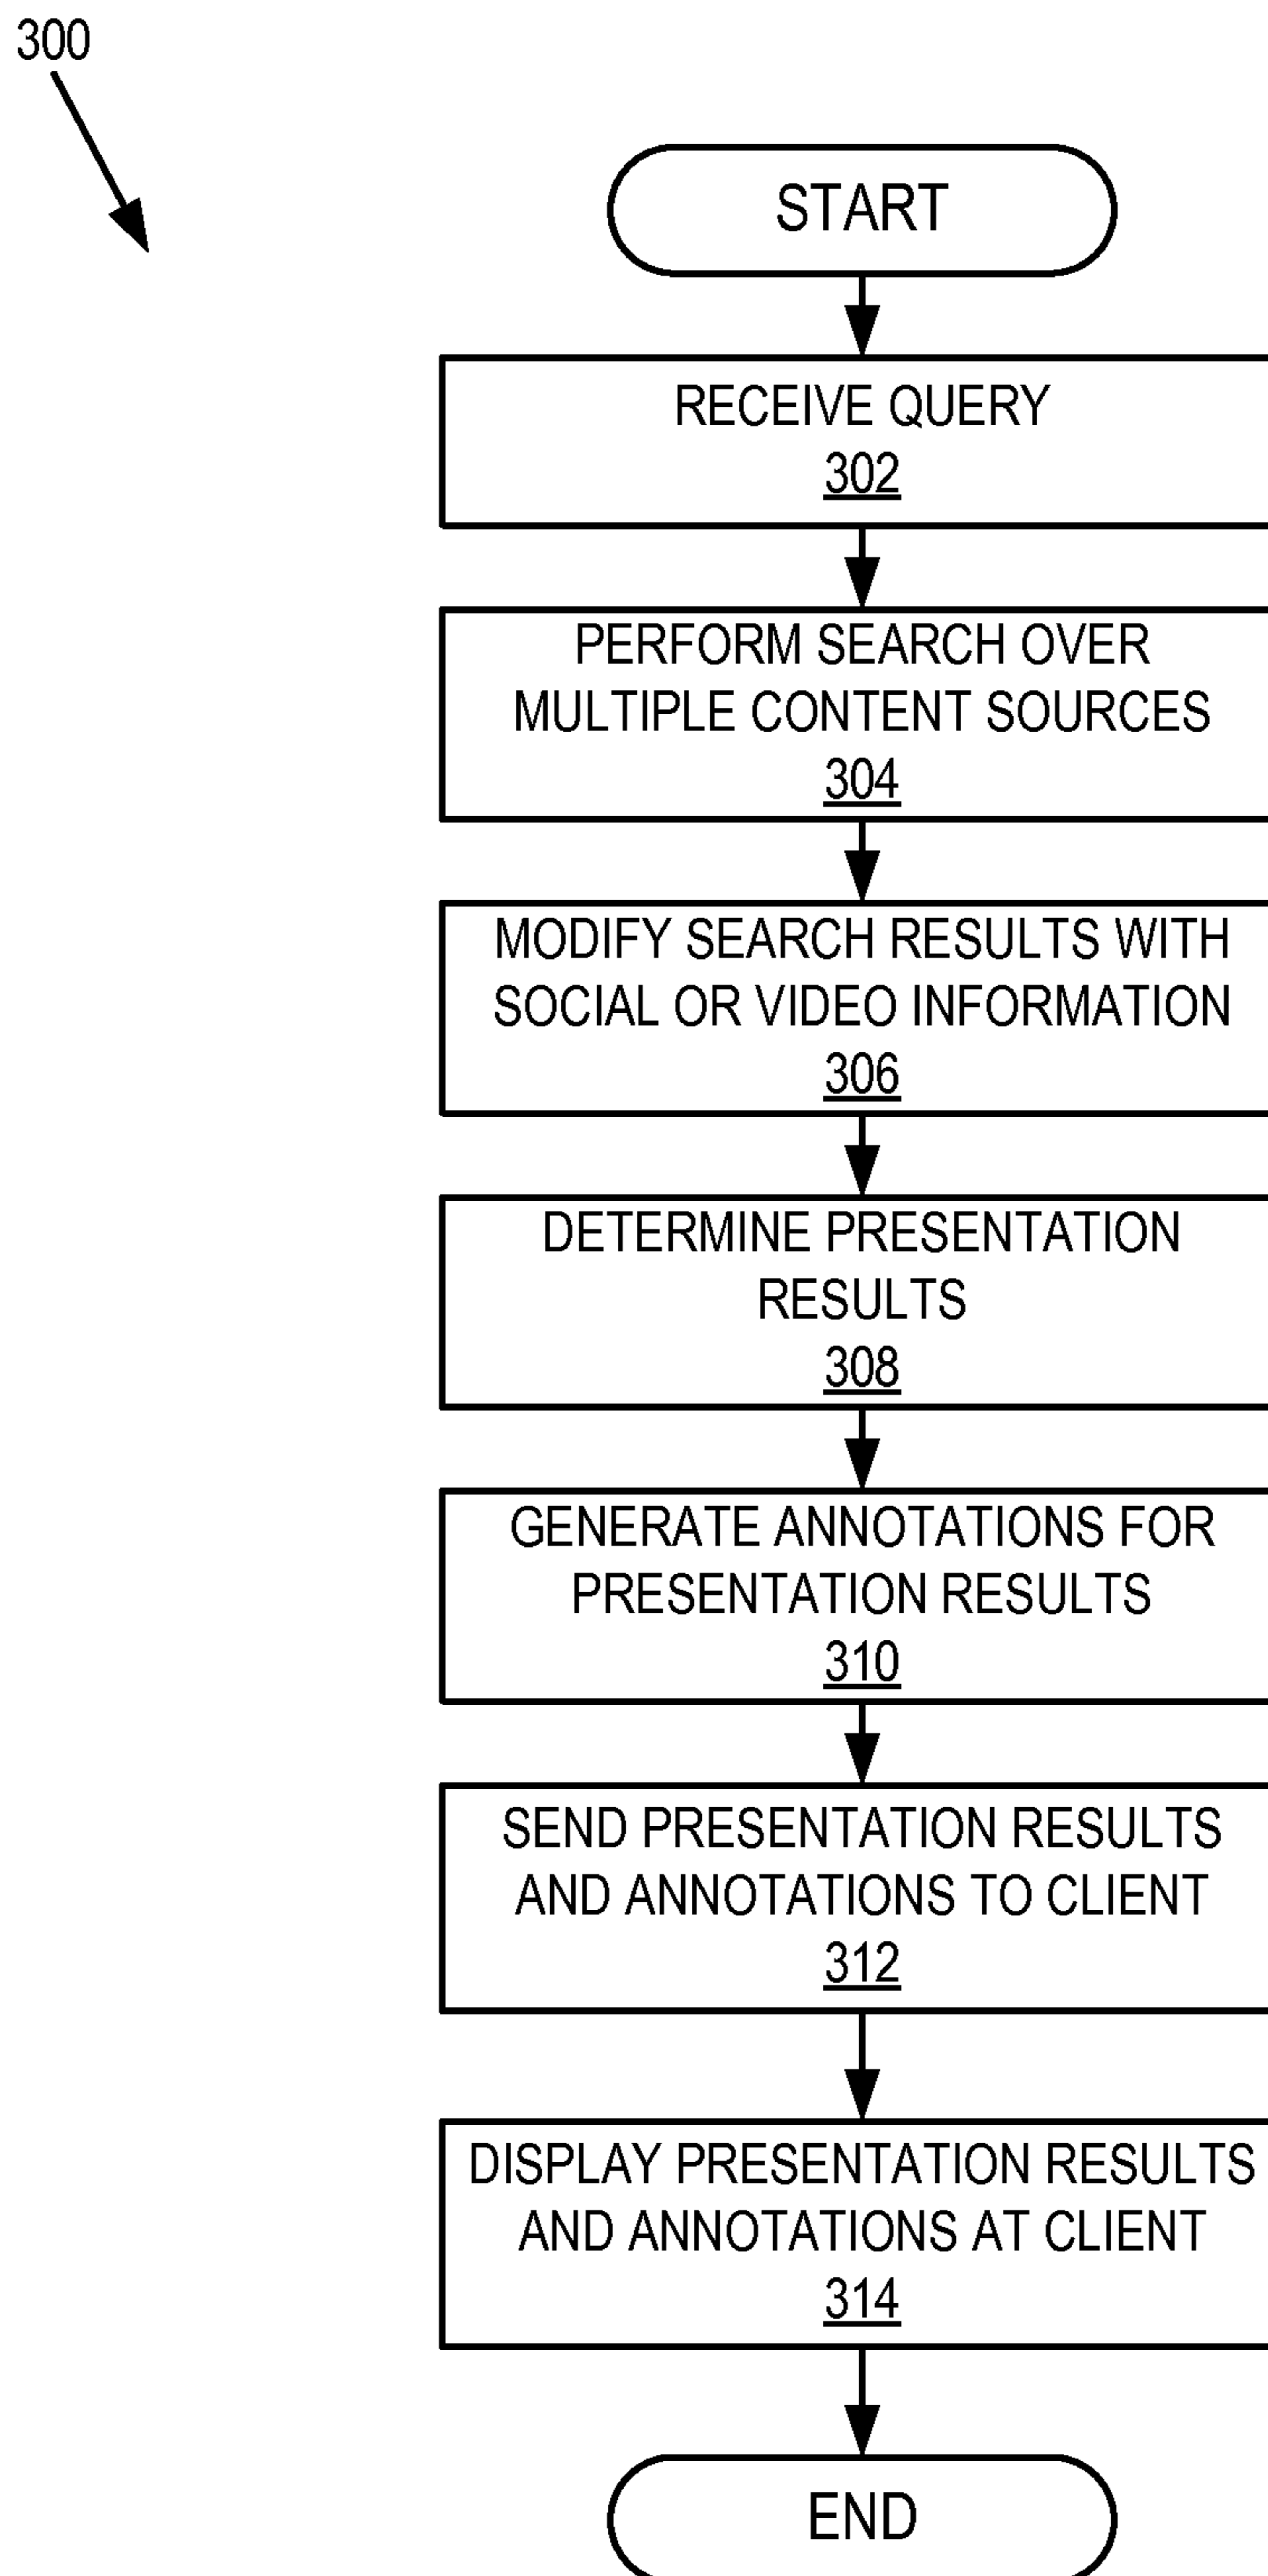 300
START
RECEIVE QUERY
302
PERFORM SEARCH OVER
MULTIPLE CONTENT SOURCES
304
MODIFY SEARCH RESULTS WITH
SOCIAL OR VIDEO INFORMATION
306
DETERMINE PRESENTATION
RESULTS
308
GENERATE ANNOTATIONS FOR
PRESENTATION RESULTS
310
SEND PRESENTATION RESULTS
AND ANNOTATIONS TO CLIENT
312
DISPLAY PRESENTATION RESULTS
AND ANNOTATIONS AT CLIENT
314
END